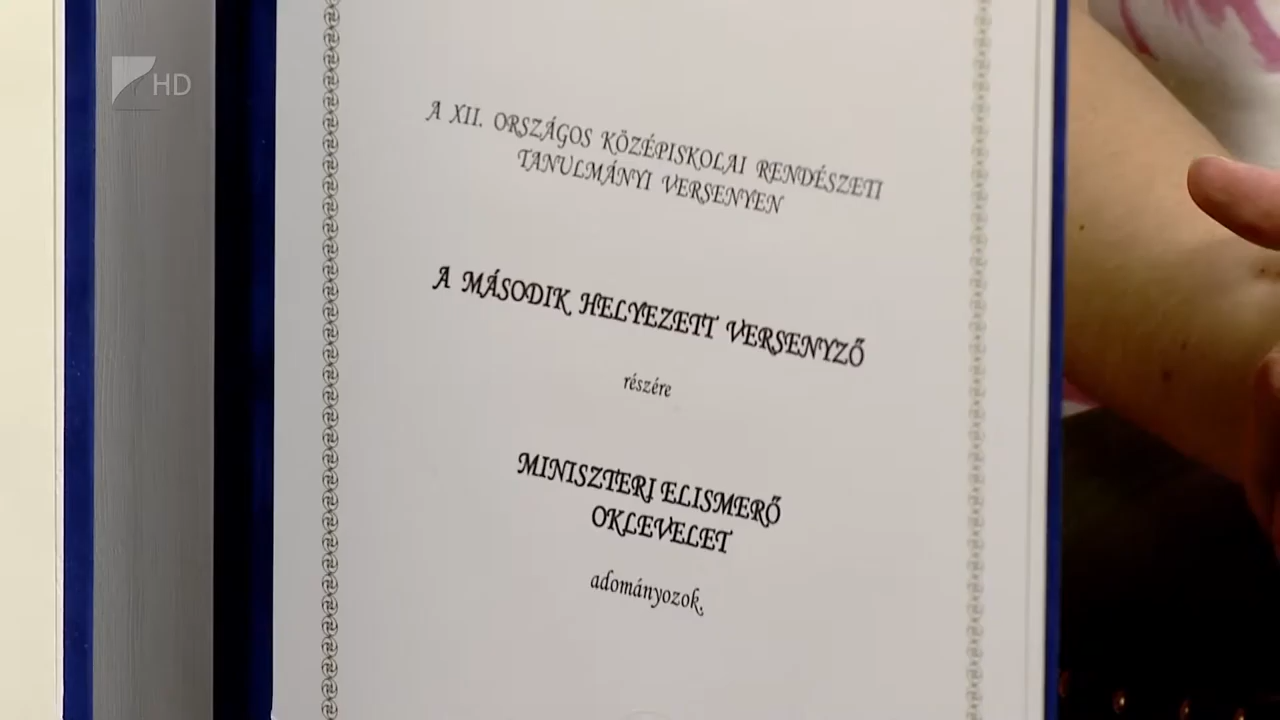 HD
A XII. ORSZÁGOS KÖZÉPISKOLAI RENDÉSZETI
TANULMÁNYI VERSENYEN
A MÁSODIK HELYEZETT VERSENYZŐ
részére
MINISZTERI ELISMERŐ
OKLEVELET
adományozok.